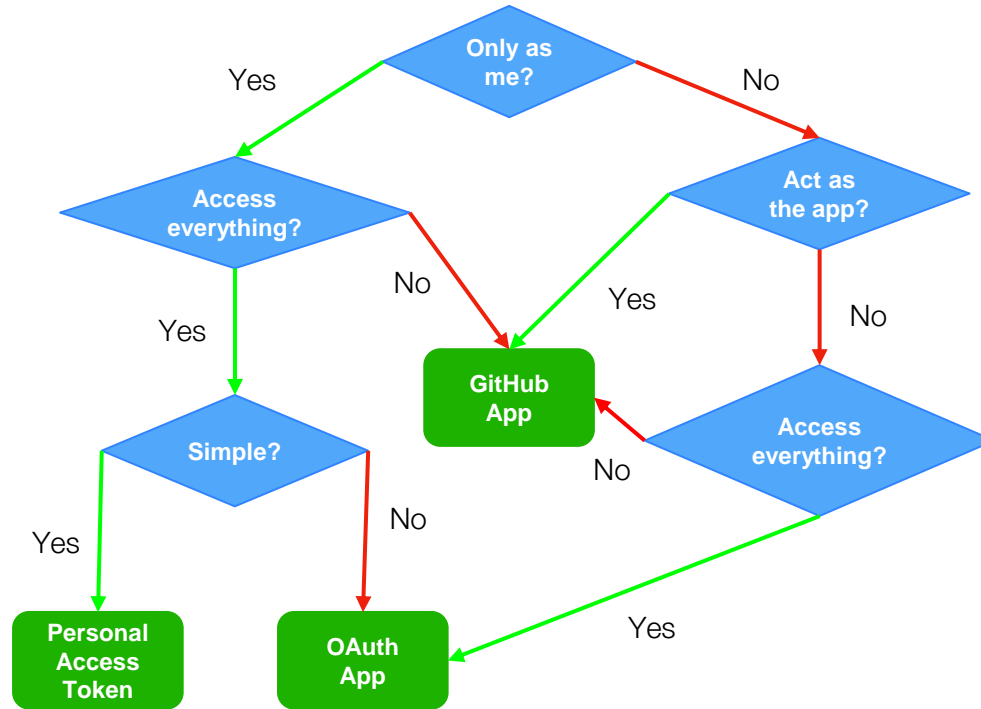 Only as
me?
Yes
No
Access
everything?
Act as
the app?
No
Yes
Yes
No
GitHub
App
Simple?
Access
everything?
No
No
Yes
Yes
Personal
Access
Token
OAuth
App